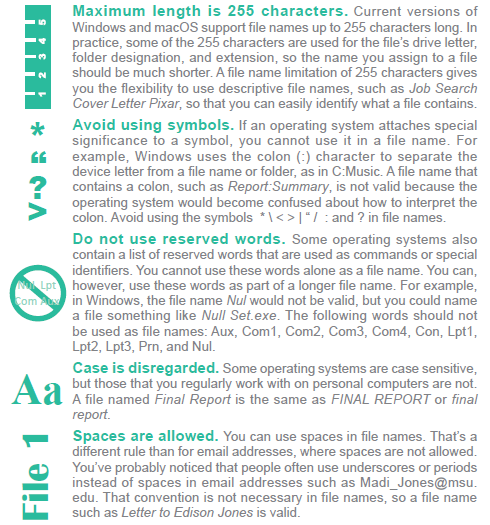 Maximum length is 255 characters. Current versions of
Windows and macOS support file names up to 255 characters long. In
practice, some of the 255 characters are used for the file's drive letter,
folder designation, and extension, so the name you assign to a file
should be much shorter. A file name limitation of 255 characters gives
you the flexibility to use descriptive file names, such as Job Search
Cover Letter Pixar, so that you can easily identify what a file contains.
1 2 3 4 5
Avoid using symbols. If an operating system attaches special
significance to a symbol, you cannot use it in a file name. For
example, Windows uses the colon (:) character to separate the
device letter from a file name or folder, as in C:Music. A file name that
contains a colon, such as Report:Summary, is not valid because the
operating system would become confused about how to interpret the
colon. Avoid using the symbols * \ < > | “ / : and ? in file names.
> ? “ *
Do not use reserved words. Some operating systems also
contain a list of reserved words that are used as commands or special
identifiers. You cannot use these words alone as a file name. You can,
however, use these words as part of a longer file name. For example,
in Windows, the file name Nul would not be valid, but you could name
a file something like Null Set.exe. The following words should not
be used as file names: Aux, Com1, Com2, Com3, Com4, Con, Lpt1,
Lpt2, Lpt3, Prn, and Nul.
Nul Lpt
Com Aux
Case is disregarded. Some operating systems are case sensitive,
but those that you regularly work with on personal computers are not.
A file named Final Report is the same as FINAL REPORT or final
report.
Aa
Spaces are allowed. You can use spaces in file names. That's a
different rule than for email addresses, where spaces are not allowed.
You've probably noticed that people often use underscores or periods
instead of spaces in email addresses such as Madi_Jones@msu.
edu. That convention is not necessary in file names, so a file name
such as Letter to Edison Jones is valid.
File 1